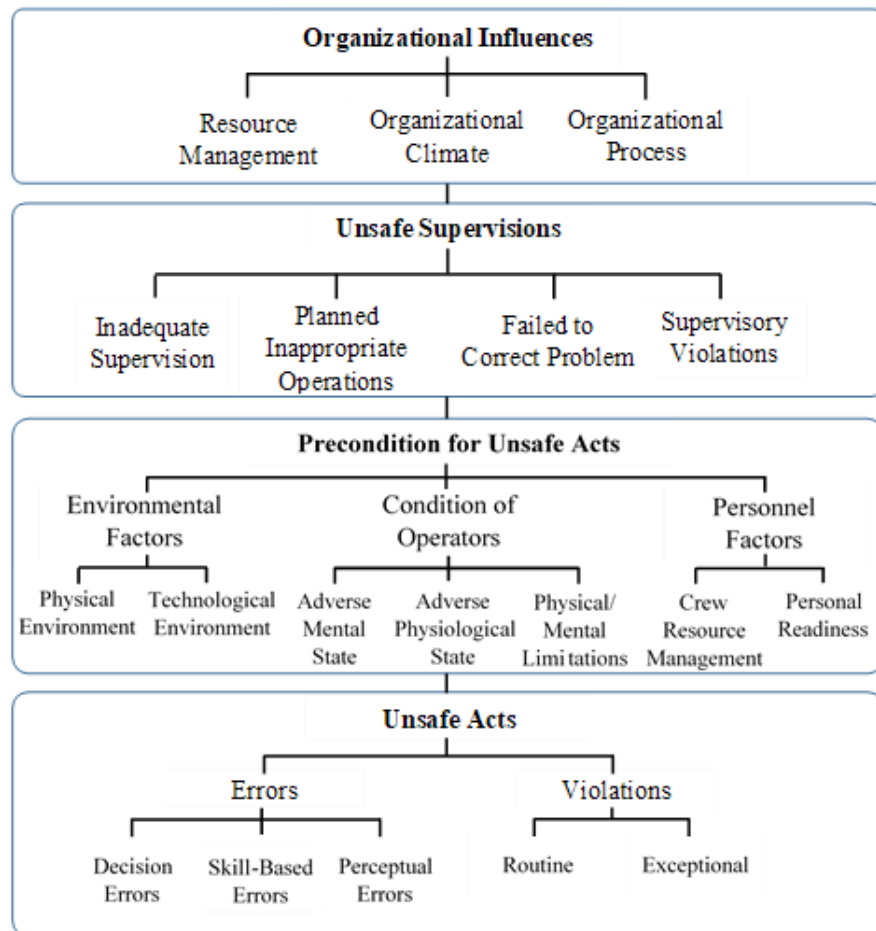 Organizational Influences
Resource
Management
Organizational
Climate
Organizational
Process
Unsafe Supervisions
Inadequate
Supervision
Planned
Inappropriate
Operations
Failed to
Correct Problem
Supervisory
Violations
Precondition for Unsafe Acts
Environmental
Factors
Condition of
Operators
Personnel
Factors
Physical
Environment
Technological
Environment
Adverse
Mental
State
Adverse
Physiological
State
Physical/
Mental
Limitations
Crew
Resource
Management
Personal
Readiness
Unsafe Acts
Errors
Violations
Decision
Errors
Skill-Based
Errors
Perceptual
Errors
Routine
Exceptional